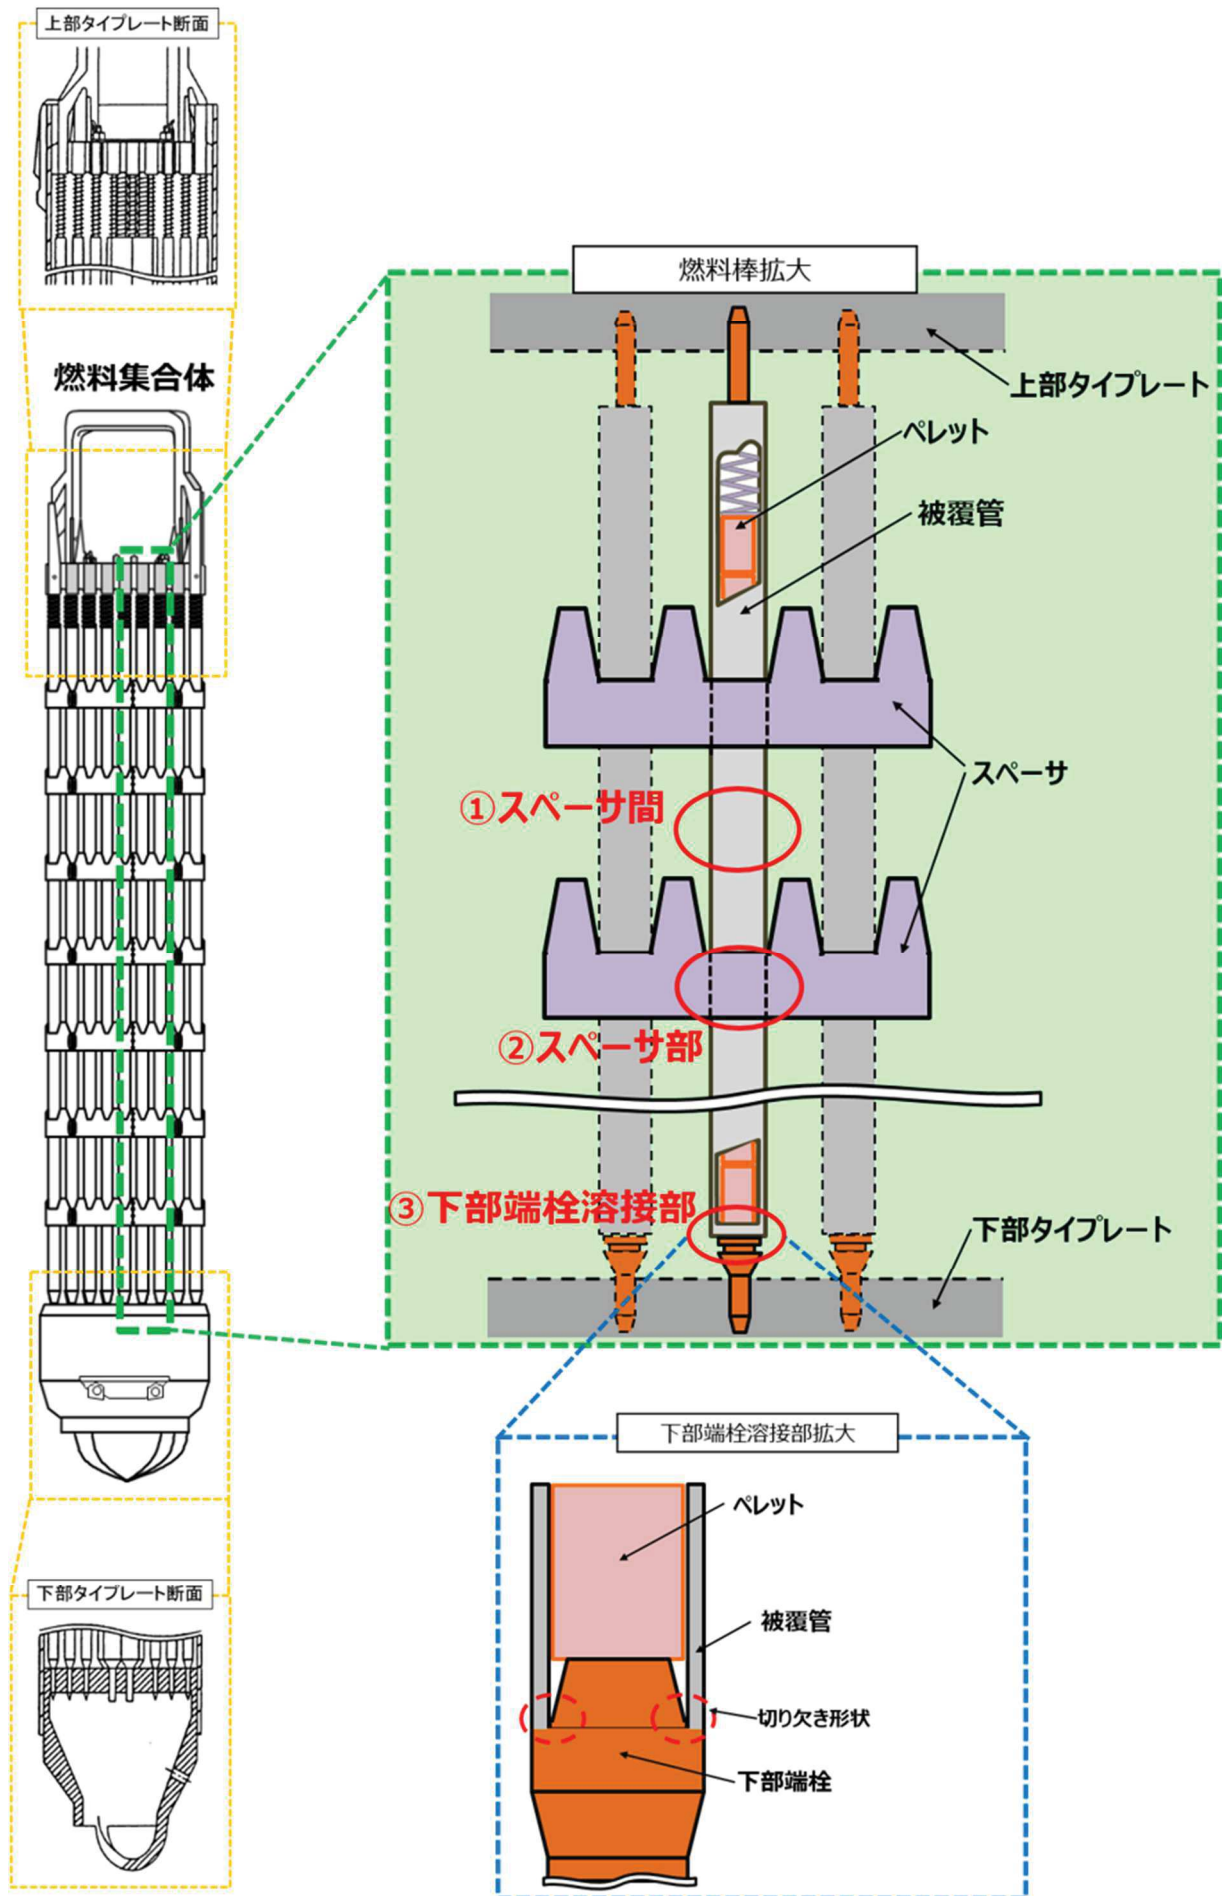 上部タイプレート断面
燃料集合体
燃料棒拡大
上部タイプレート
ペレット
被覆管
スペーサ
①スペーサ間
②スペーサ部
③下部端栓溶接部
下部タイプレート
下部端栓溶接部拡大
ペレット
被覆管
切り欠き形状
下部端栓
下部タイプレート断面